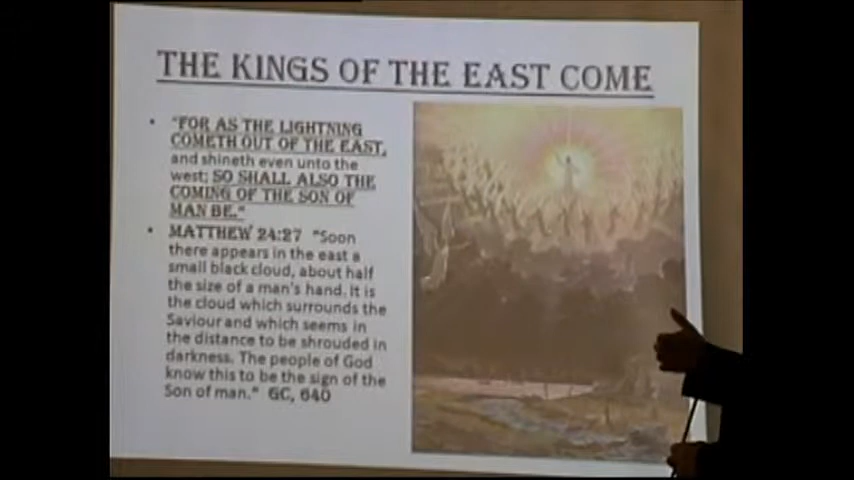 THE KINGS OF THE EAST COME
• "FOR AS THE LIGHTNING
COMETH OUT OF THE EAST,
and shineth even unto the
west; SO SHALL ALSO THE
COMING OF THE SON OF
MAN BE."
• MATTHEW 24:27 "Soon
there appears in the east a
small black cloud, about half
the size of a man's hand. It is
the cloud which surrounds the
Saviour and which seems in
the distance to be shrouded in
darkness. The people of God
know this to be the sign of the
Son of man." GC, 640